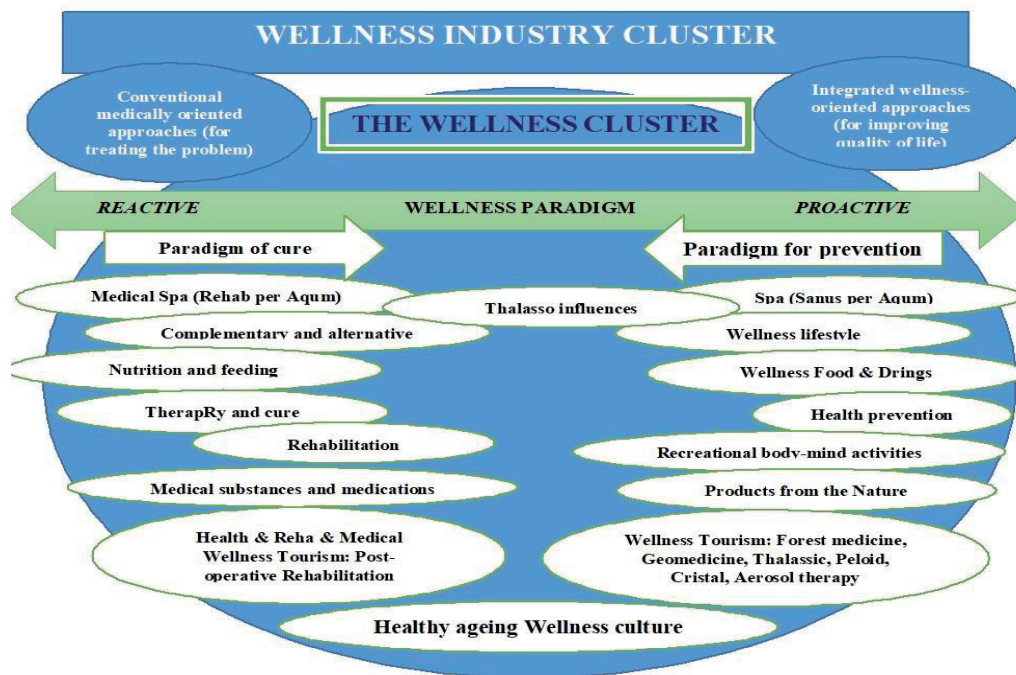 WELLNESS INDUSTRY CLUSTER
Conventional
medically oriented
approaches (for
treating the problem)
THE WELLNESS CLUSTER
Integrated wellness-
oriented approaches
(for improving
quality of life)
REACTIVE
WELLNESS PARADIGM
PROACTIVE
Paradigm of cure
Paradigm for prevention
Medical Spa (Rehab per Aqum)
Thalasso influences
Spa (Sanus per Aqum)
Complementary and alternative
Wellness lifestyle
Nutrition and feeding
Wellness Food & Drings
TherapRy and cure
Health prevention
Rehabilitation
Recreational body-mind activities
Medical substances and medications
Products from the Nature
Health & Reha & Medical
Wellness Tourism: Post-
operative Rehabilitation
Wellness Tourism: Forest medicine,
Geomedicine, Thalassic, Peloid,
Cristal, Aerosol therapy
Healthy ageing Wellness culture